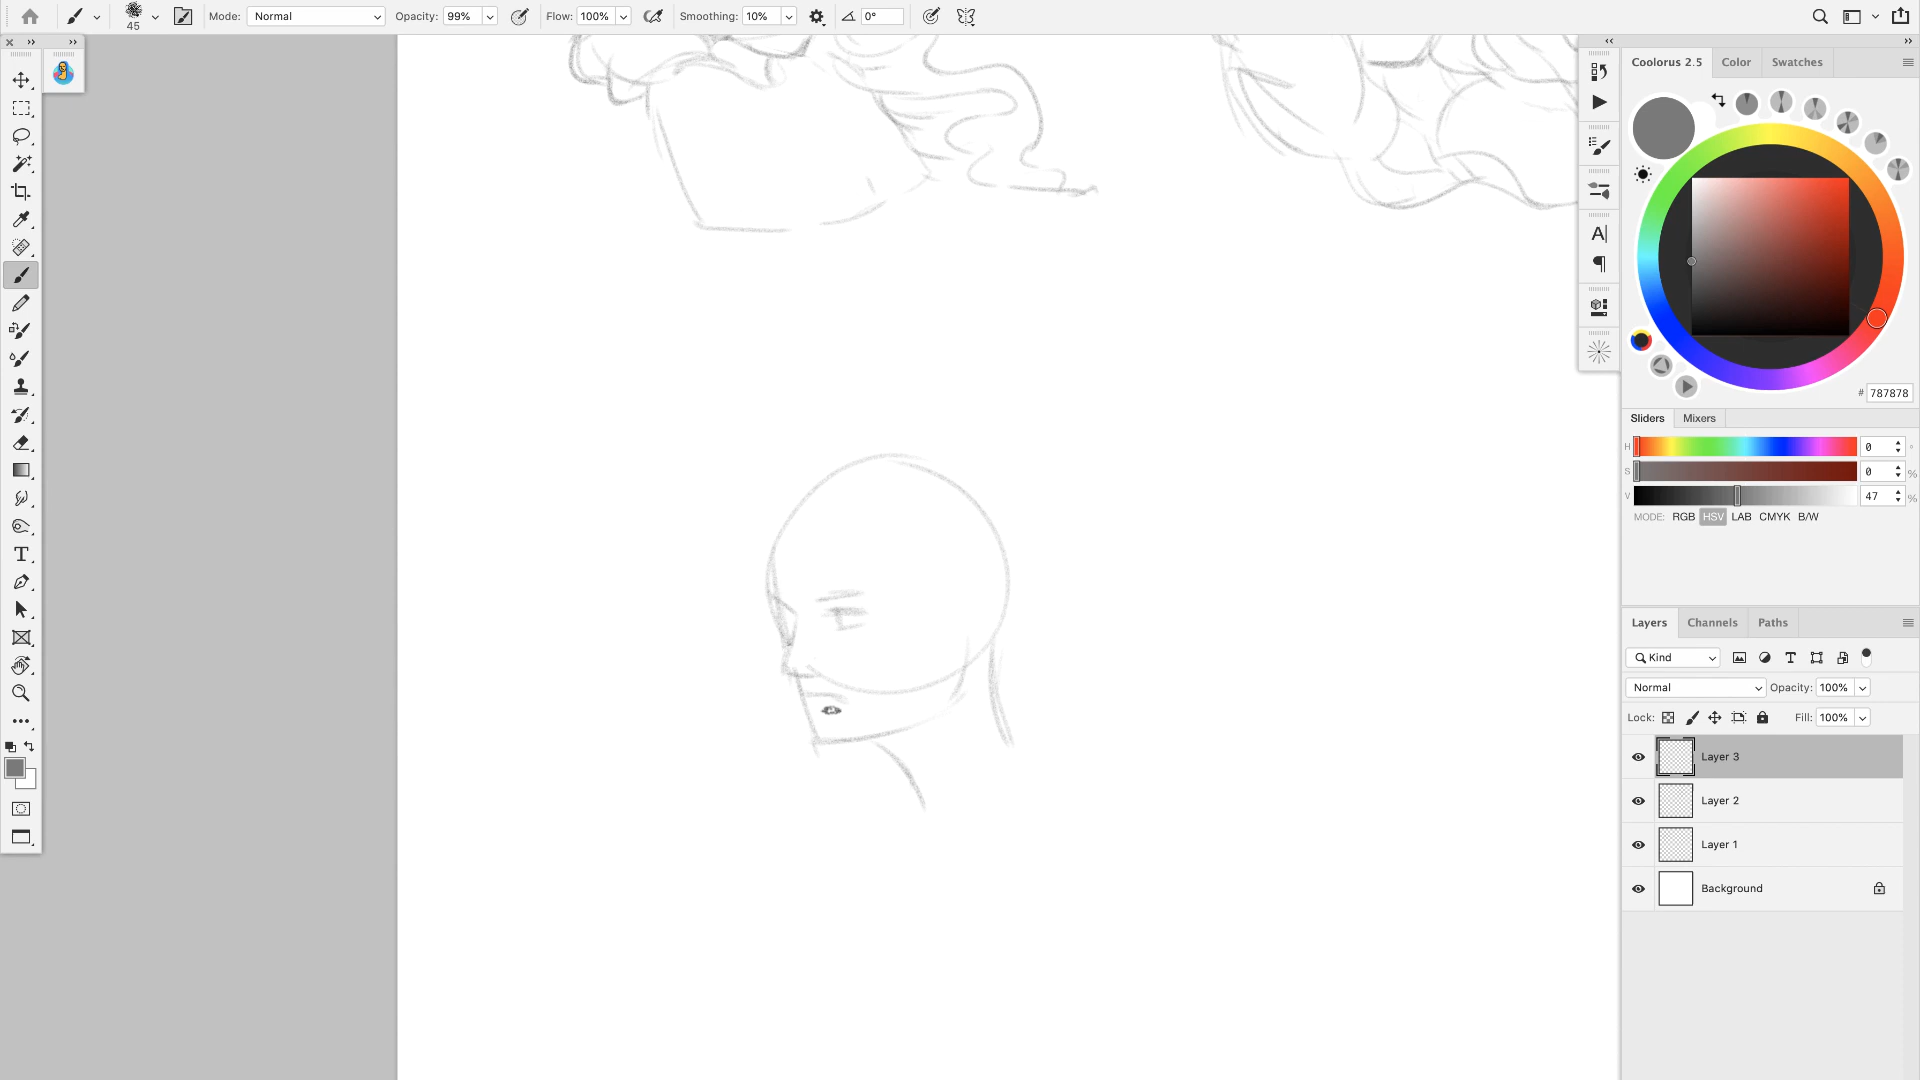 45
Mode: Normal
Opacity: 99%
Flow: 100%
Smoothing: 10%
0°
Coolorus 2.5
Color
Swatches
A
# 787878
Sliders
Mixers
H 0 °
S 0 %
V 47 %
MODE: RGB HSV LAB CMYK B/W
T
Layers
Channels
Paths
Kind
T
Normal
Opacity: 100%
Lock:
Fill: 100%
Layer 3
Layer 2
Layer 1
Background